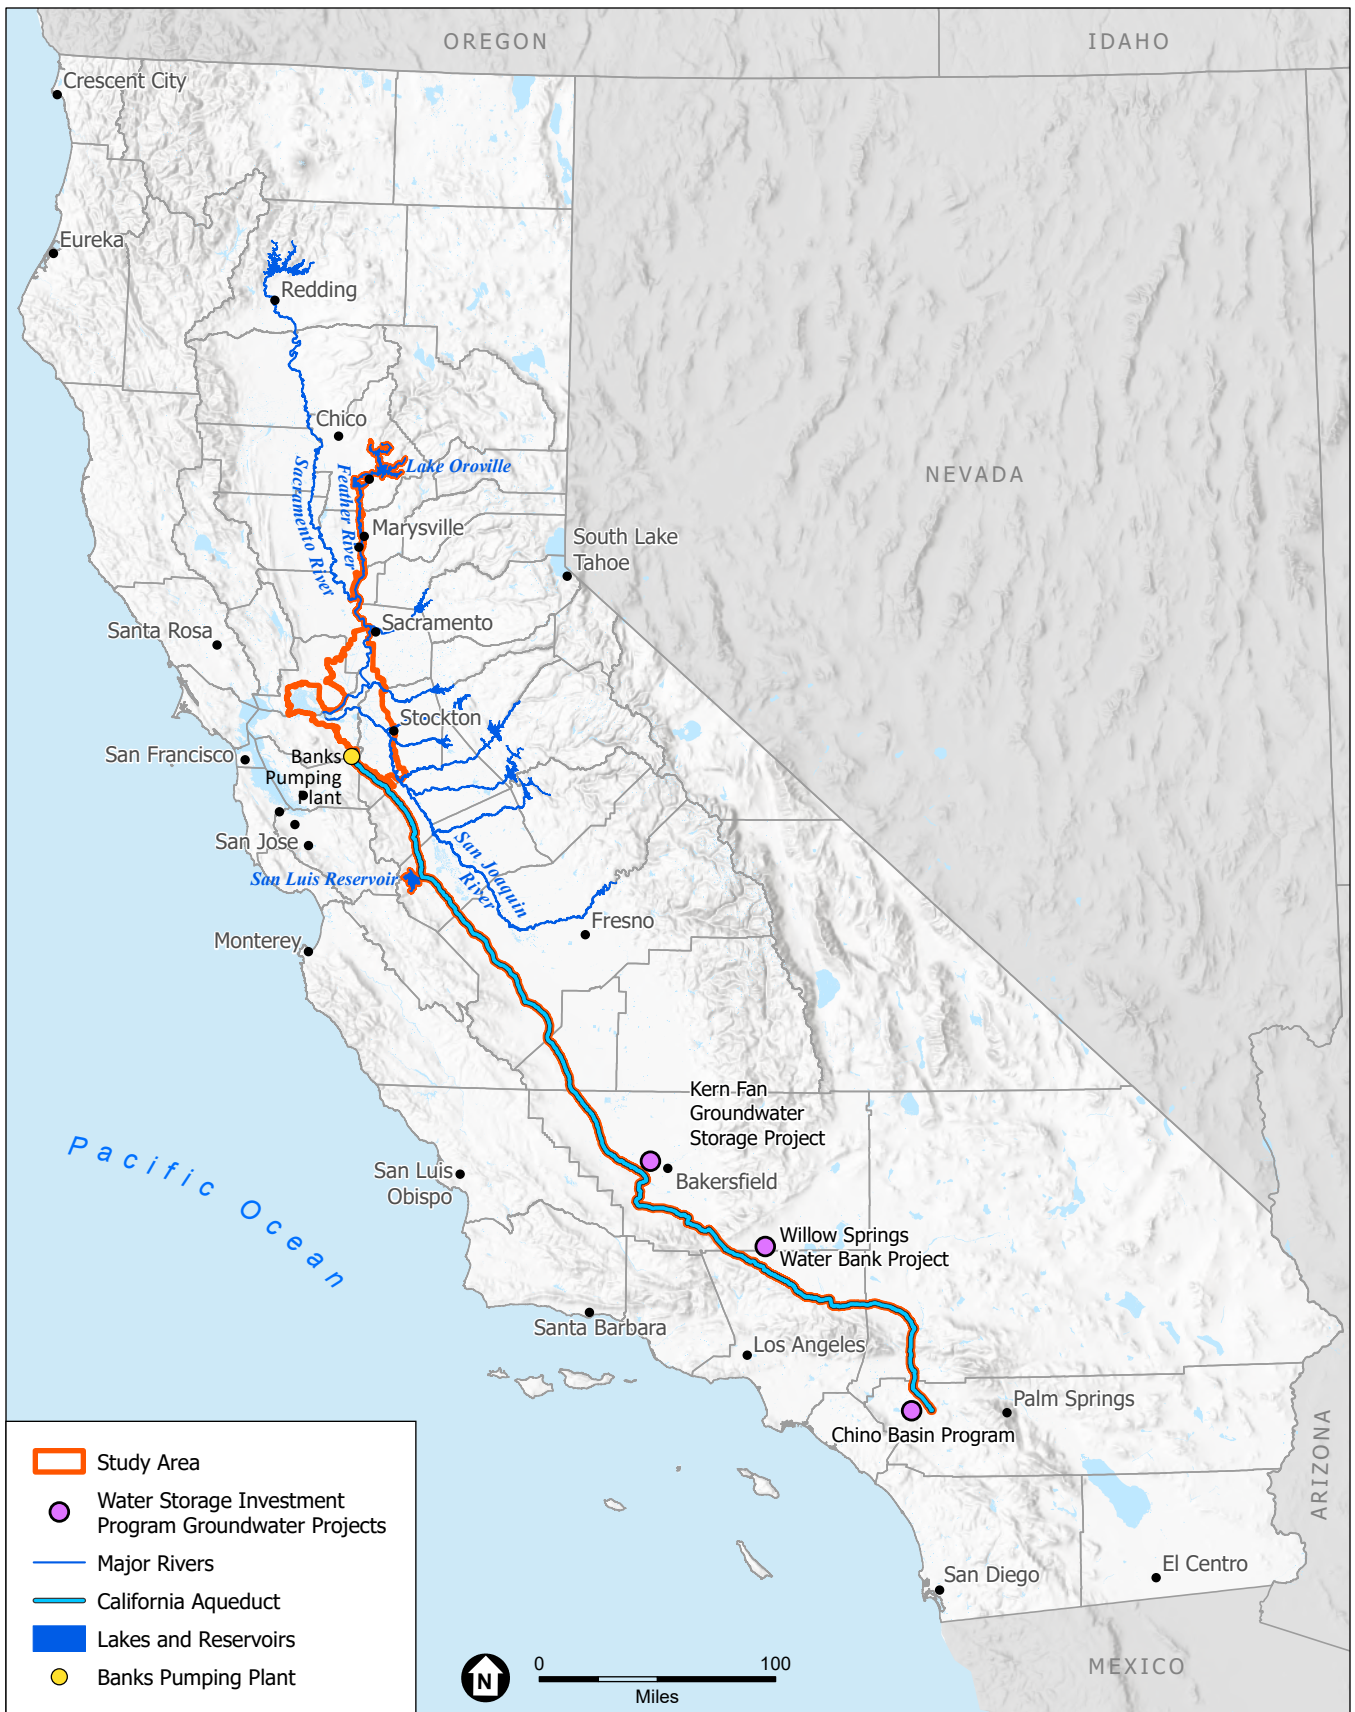 OREGON
IDAHO
Crescent City
Eureka
Redding
Chico
Lake Oroville
Sacramento River
Feather River
NEVADA
Marysville
South Lake
Tahoe
Sacramento
Santa Rosa
Stockton
San Francisco
Banks
Pumping
Plant
San Jose
San Joaquin
River
San Luis Reservoir
Fresno
Monterey
Kern Fan
Groundwater
Storage Project
Pacific Ocean
San Luis
Obispo
Bakersfield
Willow Springs
Water Bank Project
Santa Barbara
Los Angeles
Palm Springs
Chino Basin Program
ARIZONA
Study Area
Water Storage Investment
Program Groundwater Projects
Major Rivers
California Aqueduct
Lakes and Reservoirs
Banks Pumping Plant
San Diego
El Centro
N
0 100
Miles
MEXICO